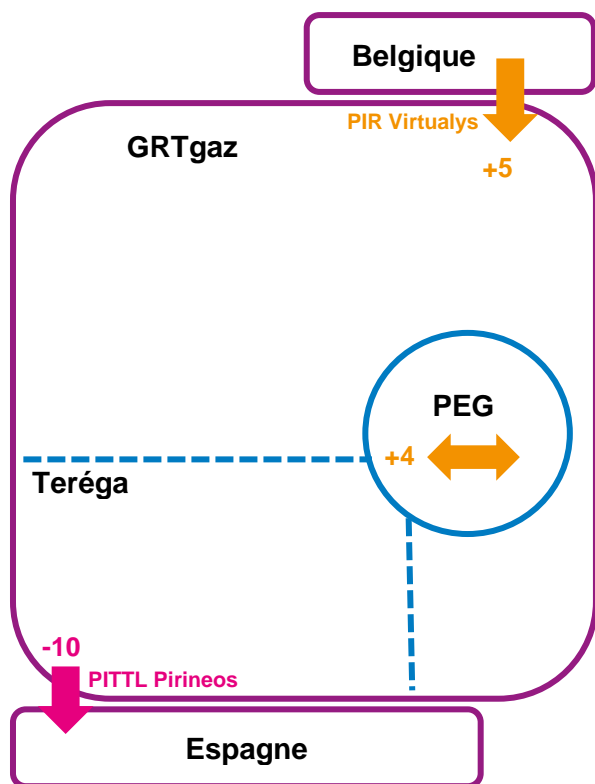 Belgique
PIR Virtualys
GRTgaz
+5
PEG
+4
Teréga
-10
PITTL Pirineos
Espagne